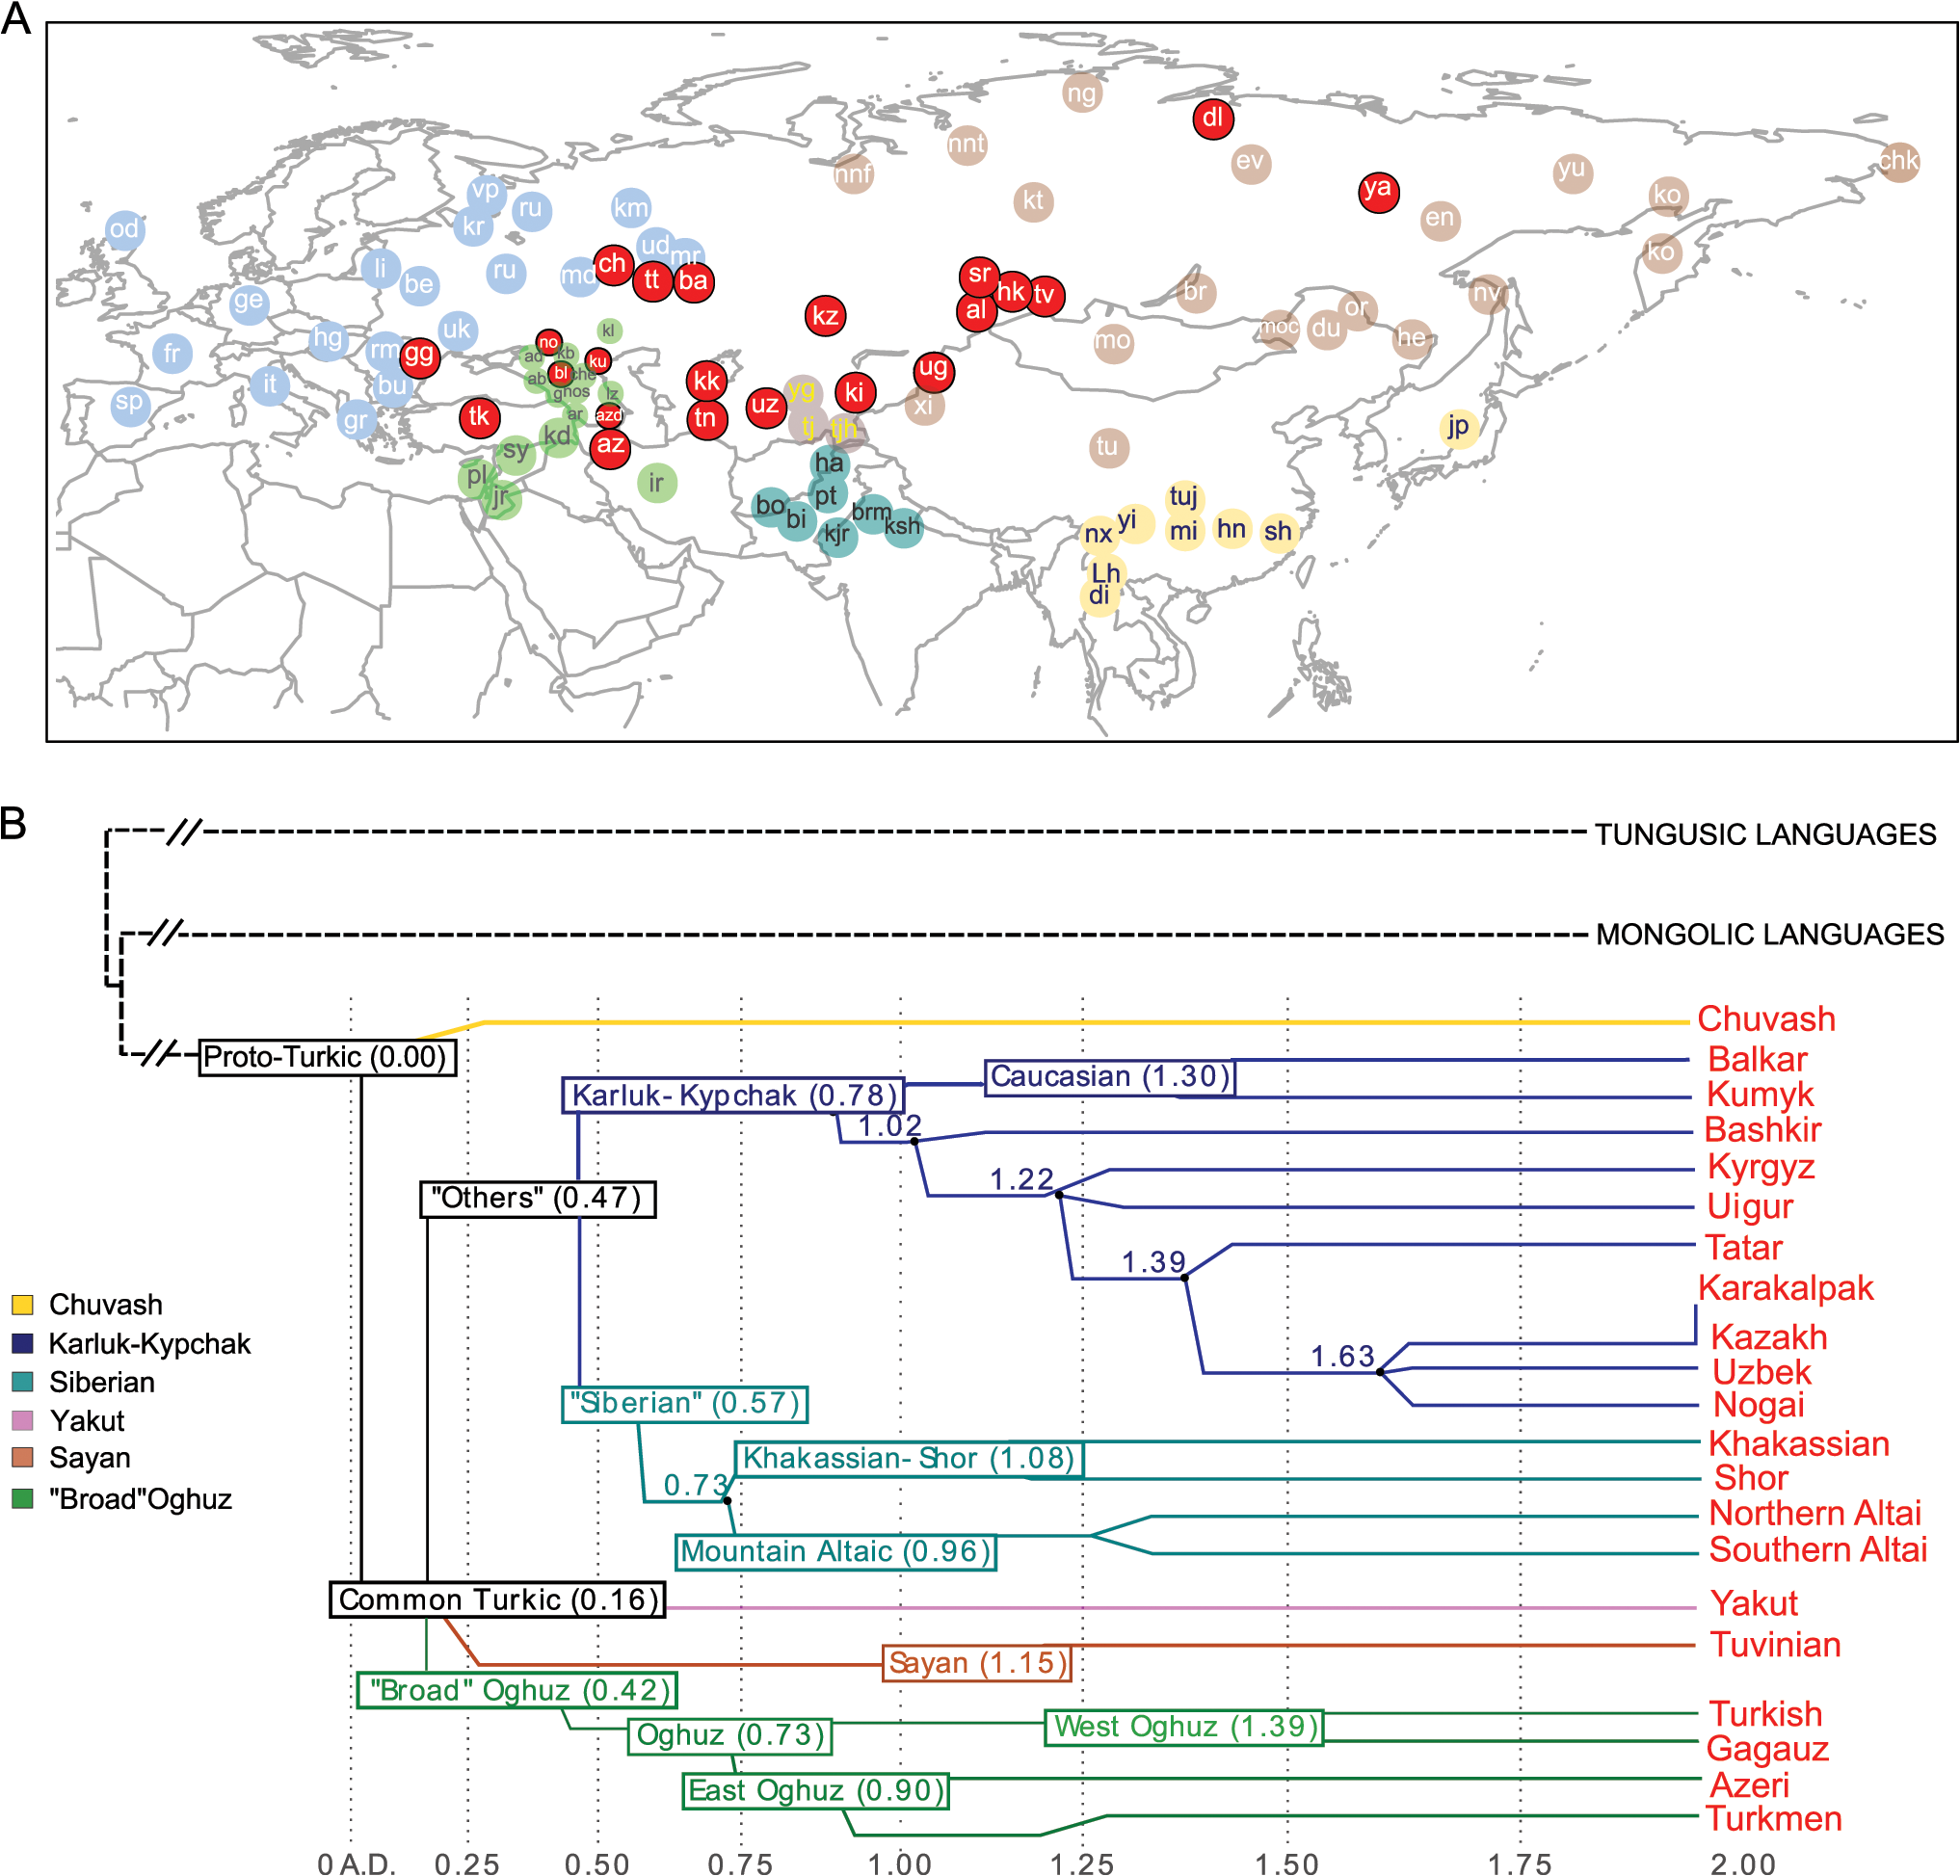 A
ng
dl
nnt
ev
chk
nnf
yu
ya
ko
kt
vp
ru
km
en
od
kr
ko
ud
mr
li
ru
md
ch
tt
ba
be
sr
hk
tv
al
br
nv
ge
or
kz
moc
du
he
mo
hg
uk
kl
fr
rm
gg
no
kb
ad
ku
bl
che
ab
it
bu
ug
kk
yg
ki
xi
gnos
lz
sp
gr
tk
ar
azd
tn
uz
tj
tjh
jp
kd
az
sy
tu
ha
pl
jr
ir
pt
bo
bi
brm
ksh
kjr
tuj
yi
nx
mi
hn
sh
Lh
di
B
TUNGUSIC LANGUAGES
MONGOLIC LANGUAGES
Proto-Turkic (0.00)
Chuvash
Balkar
Caucasian (1.30)
Karluk-Kypchak (0.78)
Kumyk
1.02
Bashkir
Kyrgyz
1.22
"Others" (0.47)
Uigur
Tatar
1.39
Karakalpak
Kazakh
1.63
Uzbek
Nogai
Chuvash
Karluk-Kypchak
Siberian
Yakut
Sayan
"Broad"Oghuz
"Siberian" (0.57)
Khakassian
Khakassian-Shor (1.08)
Shor
0.73
Northern Altai
Mountain Altaic (0.96)
Southern Altai
Common Turkic (0.16)
Yakut
Tuvinian
Sayan (1.15)
"Broad" Oghuz (0.42)
Turkish
West Oghuz (1.39)
Oghuz (0.73)
Gagauz
Azeri
East Oghuz (0.90)
Turkmen
0 A.D. 0.25 0.50 0.75 1.00 1.25 1.50 1.75 2.00